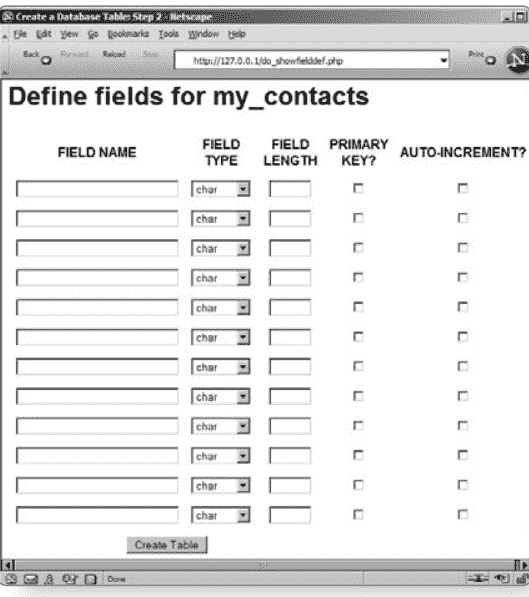 Create a Database Table: Step 2 - Netscape
File Edit View Go Bookmarks Tools Window Help
Back Forward Reload Stop http://127.0.0.1/do_showfielddef.php Print
Define fields for my_contacts
FIELD NAME FIELD TYPE FIELD LENGTH PRIMARY KEY? AUTO-INCREMENT?
char
char
char
char
char
char
char
char
char
char
char
char
Create Table
Done